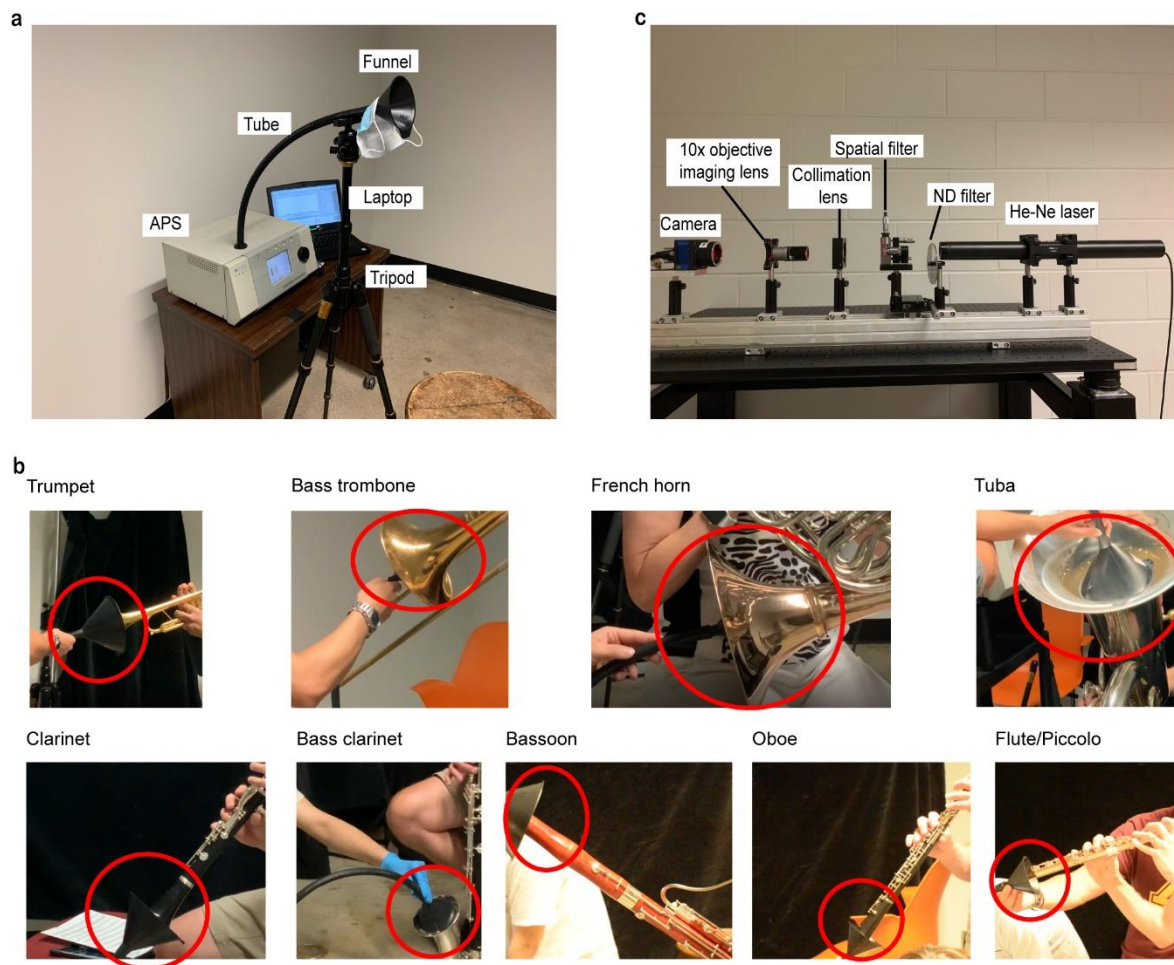 a
Funnel
Tube
Laptop
APS
Tripod
c
10x objective
imaging lens
Spatial filter
Collimation
lens
ND filter
He-Ne laser
Camera
b
Trumpet
Bass trombone
French horn
Tuba
Clarinet
Bass clarinet
Bassoon
Oboe
Flute/Piccolo